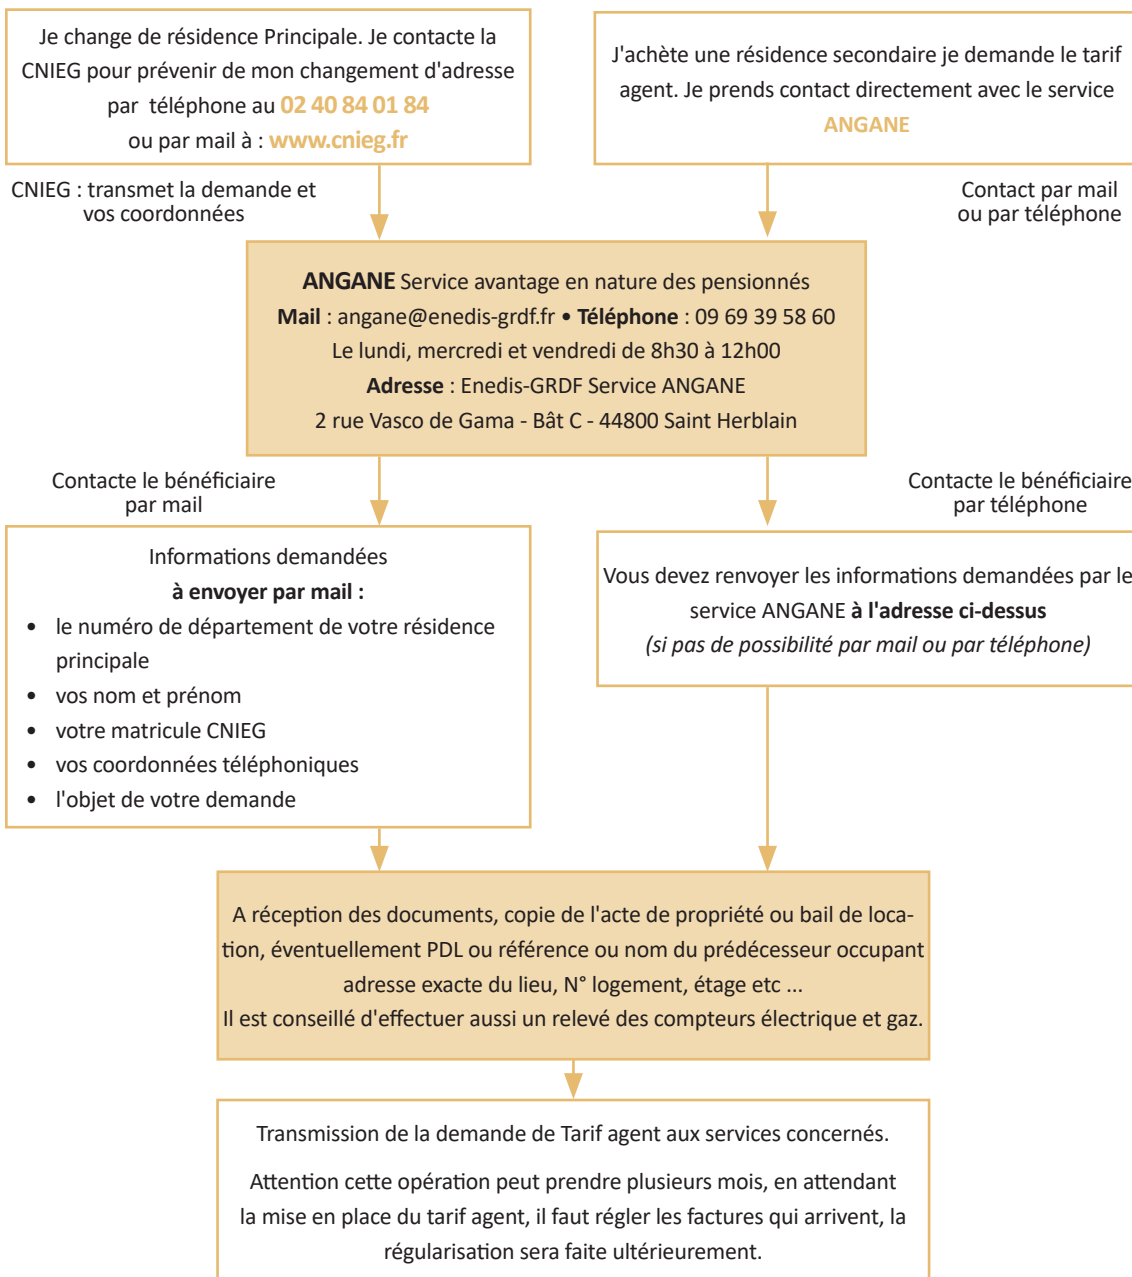 Je change de résidence Principale. Je contacte la
CNIEG pour prévenir de mon changement d'adresse
par téléphone au 02 40 84 01 84
ou par mail à : www.cnieg.fr
J'achète une résidence secondaire je demande le tarif
agent. Je prends contact directement avec le service
ANGANE
CNIEG : transmet la demande et
vos coordonnées
Contact par mail
ou par téléphone
ANGANE Service avantage en nature des pensionnés
Mail : angane@enedis-grdf.fr • Téléphone : 09 69 39 58 60
Le lundi, mercredi et vendredi de 8h30 à 12h00
Adresse : Enedis-GRDF Service ANGANE
2 rue Vasco de Gama - Bât C - 44800 Saint Herblain
Contacte le bénéficiaire
par mail
Contacte le bénéficiaire
par téléphone
Informations demandées
à envoyer par mail :
• le numéro de département de votre résidence
principale
• vos nom et prénom
• votre matricule CNIEG
• vos coordonnées téléphoniques
• l'objet de votre demande
Vous devez renvoyer les informations demandées par le
service ANGANE à l'adresse ci-dessus
(si pas de possibilité par mail ou par téléphone)
A réception des documents, copie de l'acte de propriété ou bail de loca-
tion, éventuellement PDL ou référence ou nom du prédécesseur occupant
adresse exacte du lieu, N° logement, étage etc ...
Il est conseillé d'effectuer aussi un relevé des compteurs électrique et gaz.
Transmission de la demande de Tarif agent aux services concernés.
Attention cette opération peut prendre plusieurs mois, en attendant
la mise en place du tarif agent, il faut régler les factures qui arrivent, la
régularisation sera faite ultérieurement.